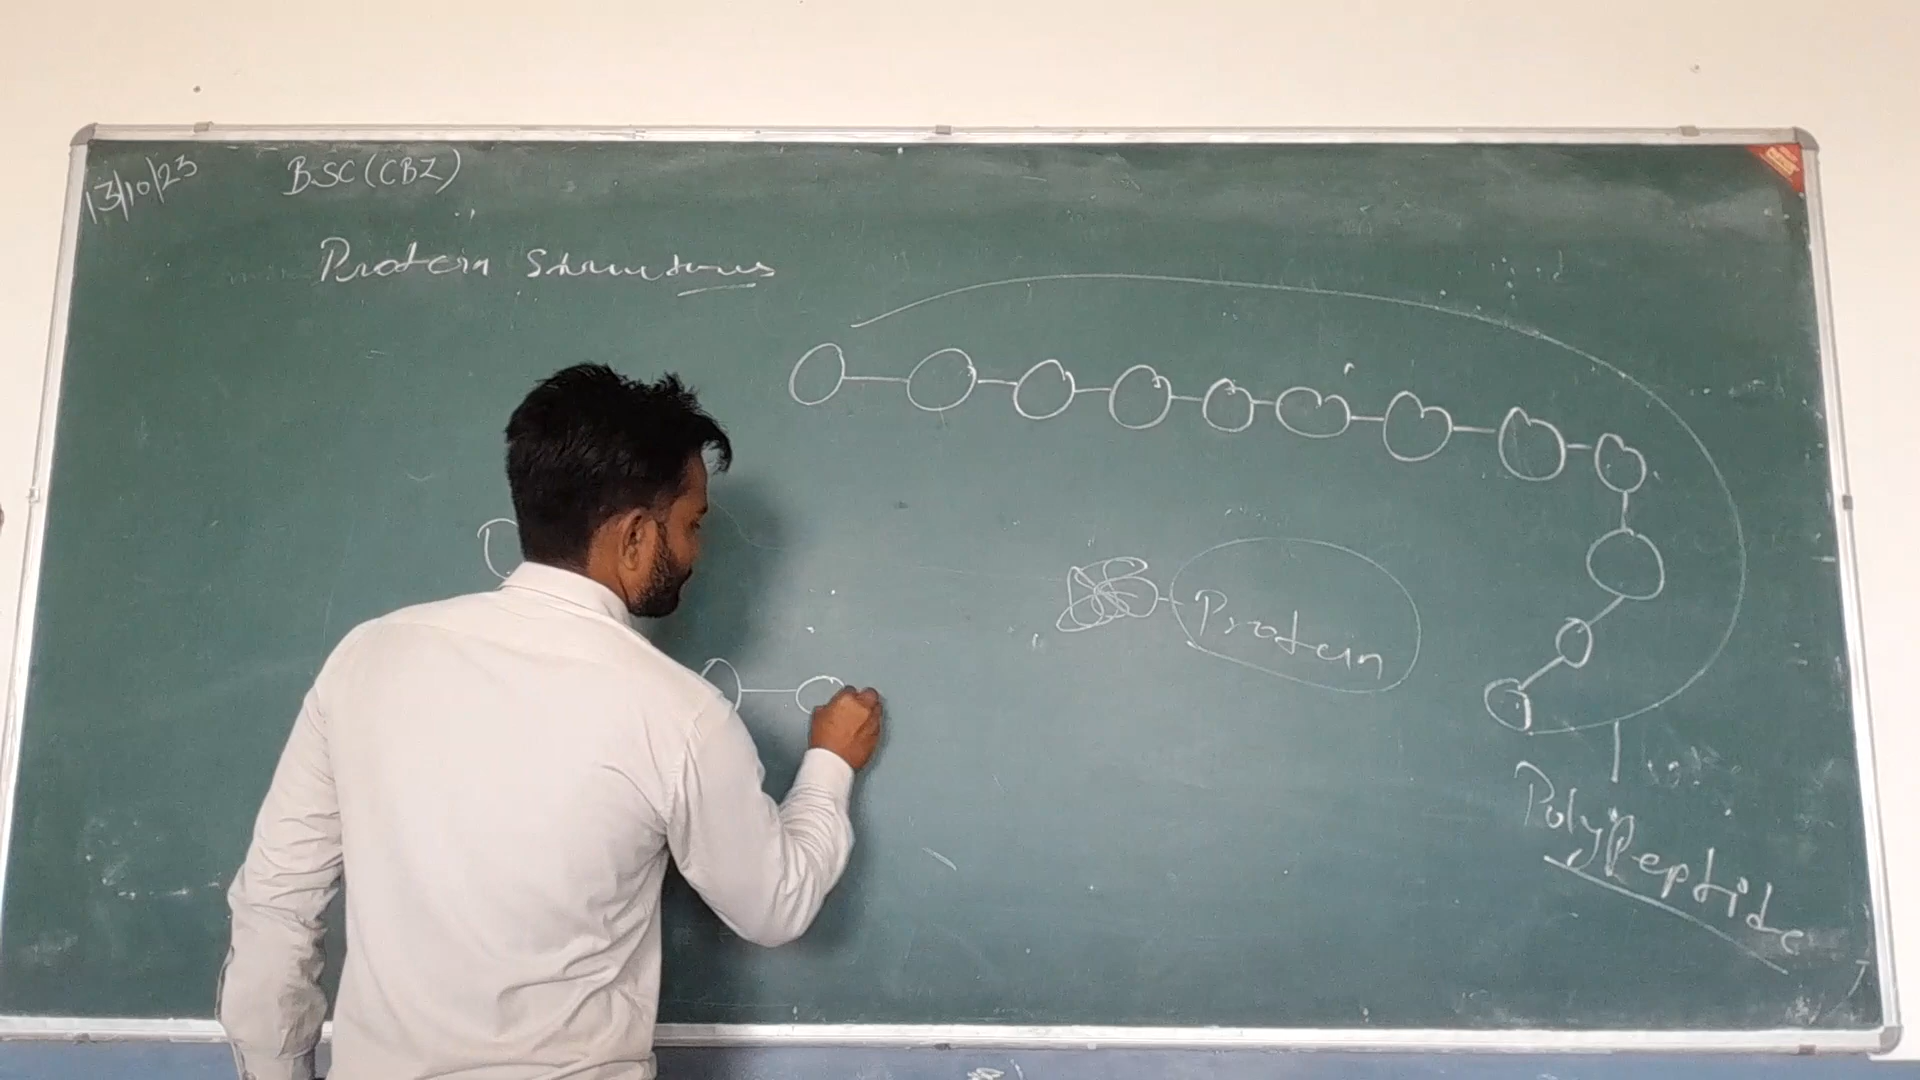 13/10/23
BSC (CBZ)
Protein Structures
Protein
Polypeptide